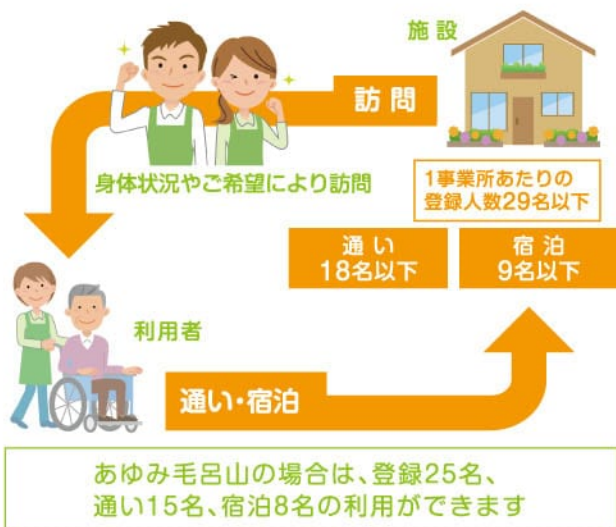 施設
訪問
身体状況やご希望により訪問
1事業所あたりの
登録人数29名以下
通い
18名以下
宿泊
9名以下
利用者
通い・宿泊
あゆみ毛呂山の場合は、登録25名、
通い15名、宿泊8名の利用ができます